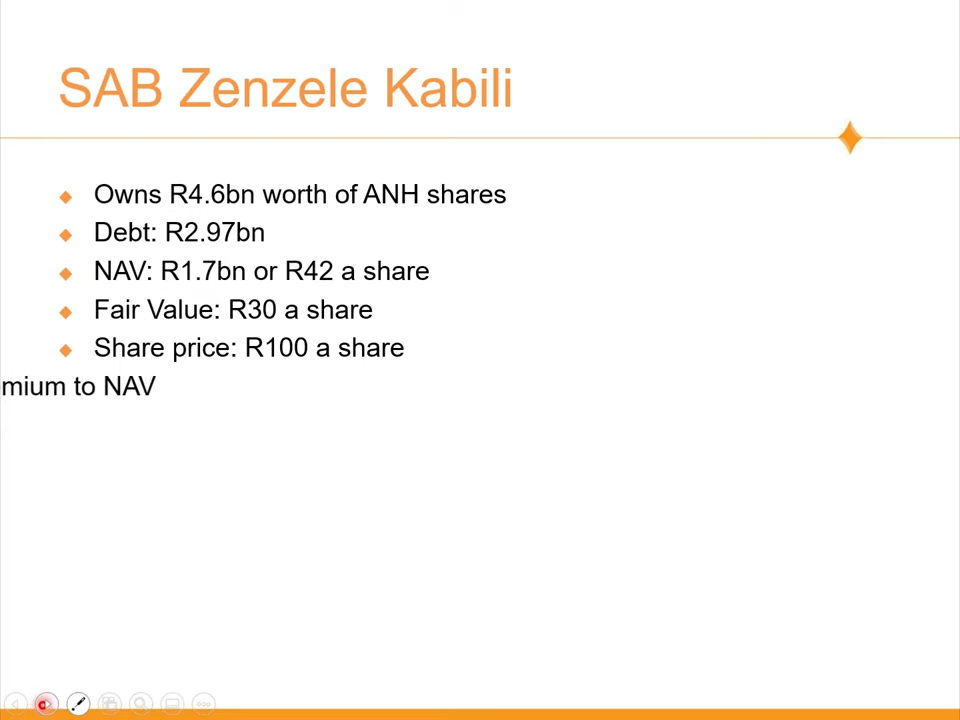 SAB Zenzele Kabili
Owns R4.6bn worth of ANH shares
Debt: R2.97bn
NAV: R1.7bn or R42 a share
Fair Value: R30 a share
Share price: R100 a share
mium to NAV